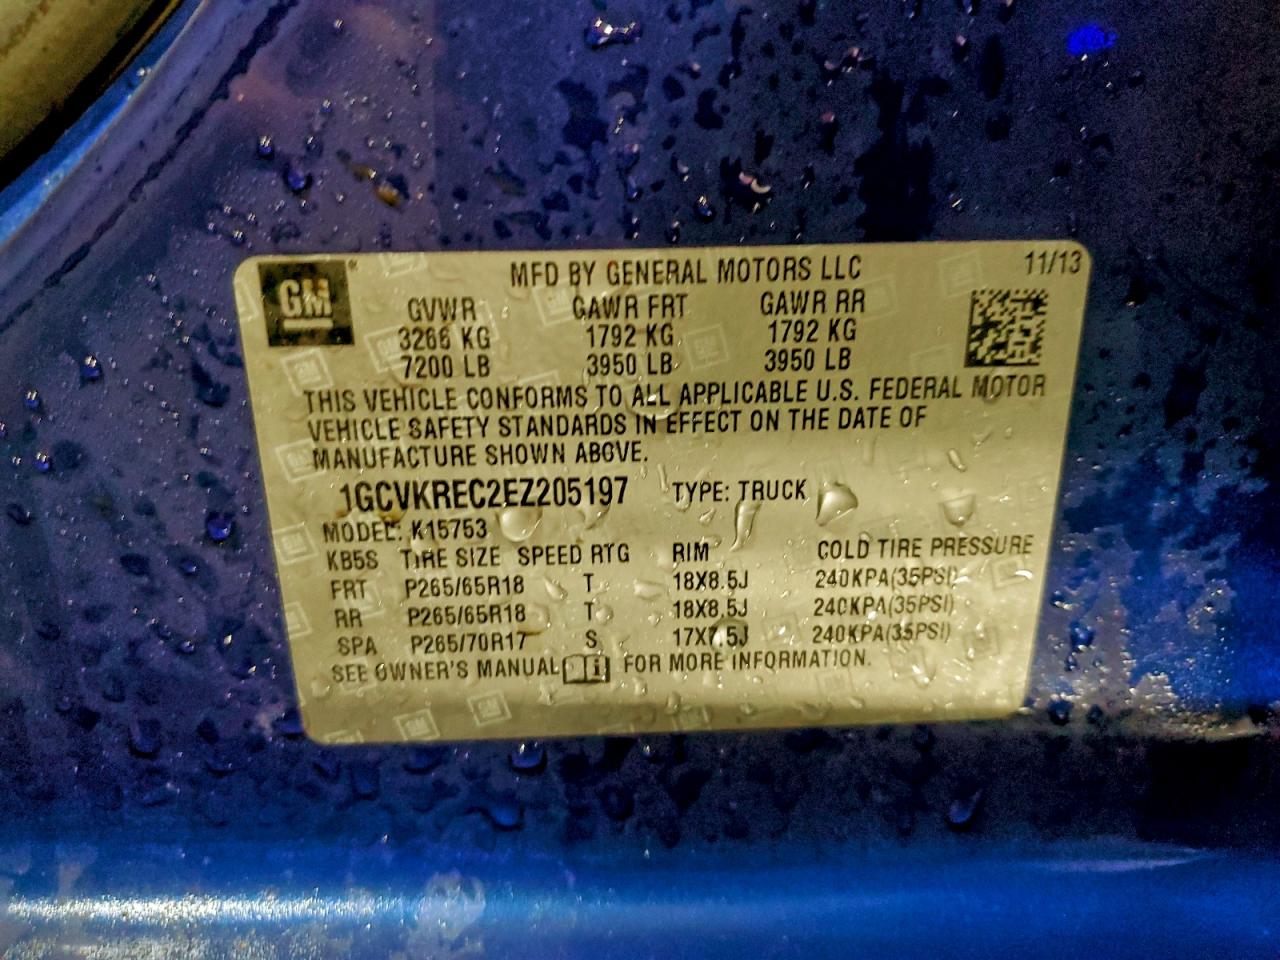 GM
MFD BY GENERAL MOTORS LLC 11/13
GVWR GAWR FRT GAWR RR
3266 KG 1792 KG 1792 KG
7200 LB 3950 LB 3950 LB
THIS VEHICLE CONFORMS TO ALL APPLICABLE U.S. FEDERAL MOTOR
VEHICLE SAFETY STANDARDS IN EFFECT ON THE DATE OF
MANUFACTURE SHOWN ABOVE.
1GCVKREC2EZ205197 TYPE: TRUCK
MODEL: K15753
KB5S TIRE SIZE SPEED RTG RIM COLD TIRE PRESSURE
FRT P265/65R18 T 18X8.5J 240KPA(35PSI)
RR P265/65R18 T 18X8.5J 240KPA(35PSI)
SPA P265/70R17 S 17X7.5J 240KPA(35PSI)
SEE OWNER'S MANUAL i FOR MORE INFORMATION.